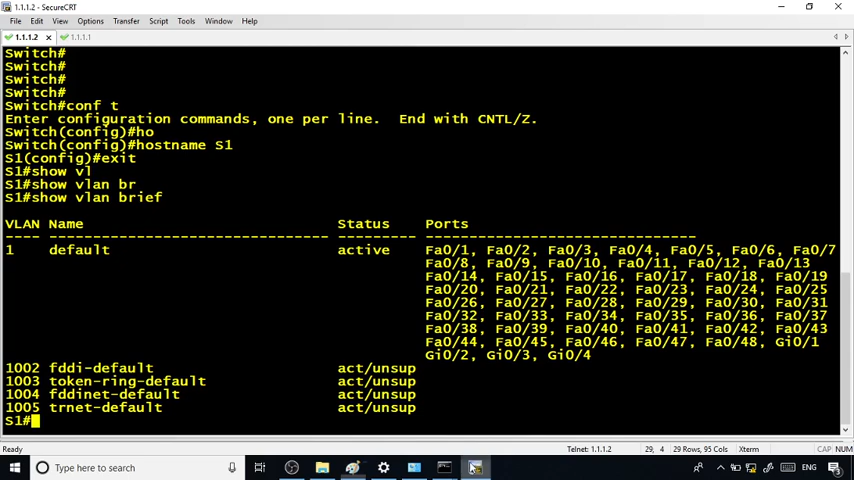 1.1.1.2 - SecureCRT
File Edit View Options Transfer Script Tools Window Help
1.1.1.2 1.1.1.1
Switch#
Switch#
Switch#
Switch#
Switch#conf t
Enter configuration commands, one per line.  End with CNTL/Z.
Switch(config)#ho
Switch(config)#hostname S1
S1(config)#exit
S1#show vl
S1#show vlan br
S1#show vlan brief
VLAN Name                             Status    Ports
---- -------------------------------- --------- -------------------------------
1    default                          active    Fa0/1, Fa0/2, Fa0/3, Fa0/4, Fa0/5, Fa0/6, Fa0/7
                                                Fa0/8, Fa0/9, Fa0/10, Fa0/11, Fa0/12, Fa0/13
                                                Fa0/14, Fa0/15, Fa0/16, Fa0/17, Fa0/18, Fa0/19
                                                Fa0/20, Fa0/21, Fa0/22, Fa0/23, Fa0/24, Fa0/25
                                                Fa0/26, Fa0/27, Fa0/28, Fa0/29, Fa0/30, Fa0/31
                                                Fa0/32, Fa0/33, Fa0/34, Fa0/35, Fa0/36, Fa0/37
                                                Fa0/38, Fa0/39, Fa0/40, Fa0/41, Fa0/42, Fa0/43
                                                Fa0/44, Fa0/45, Fa0/46, Fa0/47, Fa0/48, Gi0/1
                                                Gi0/2, Gi0/3, Gi0/4
1002 fddi-default                     act/unsup
1003 token-ring-default               act/unsup
1004 fddinet-default                  act/unsup
1005 trnet-default                    act/unsup
S1#
Ready Telnet: 1.1.1.2 29, 4 29 Rows, 95 Cols Xterm CAP NUM
Type here to search ENG 3